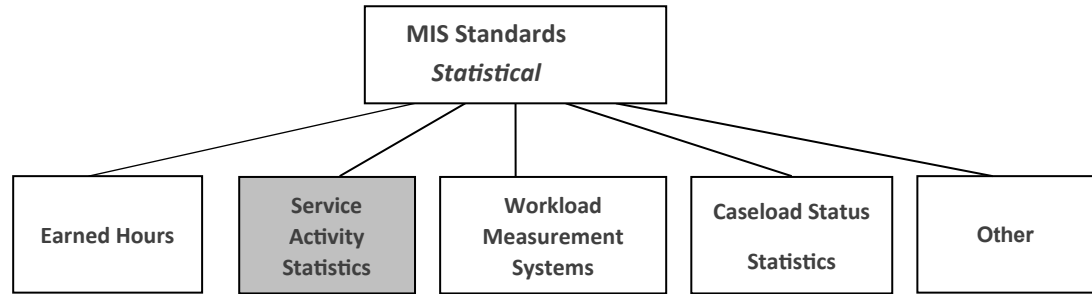 MIS Standards
Statistical
Earned Hours
Service
Activity
Statistics
Workload
Measurement
Systems
Caseload Status
Statistics
Other